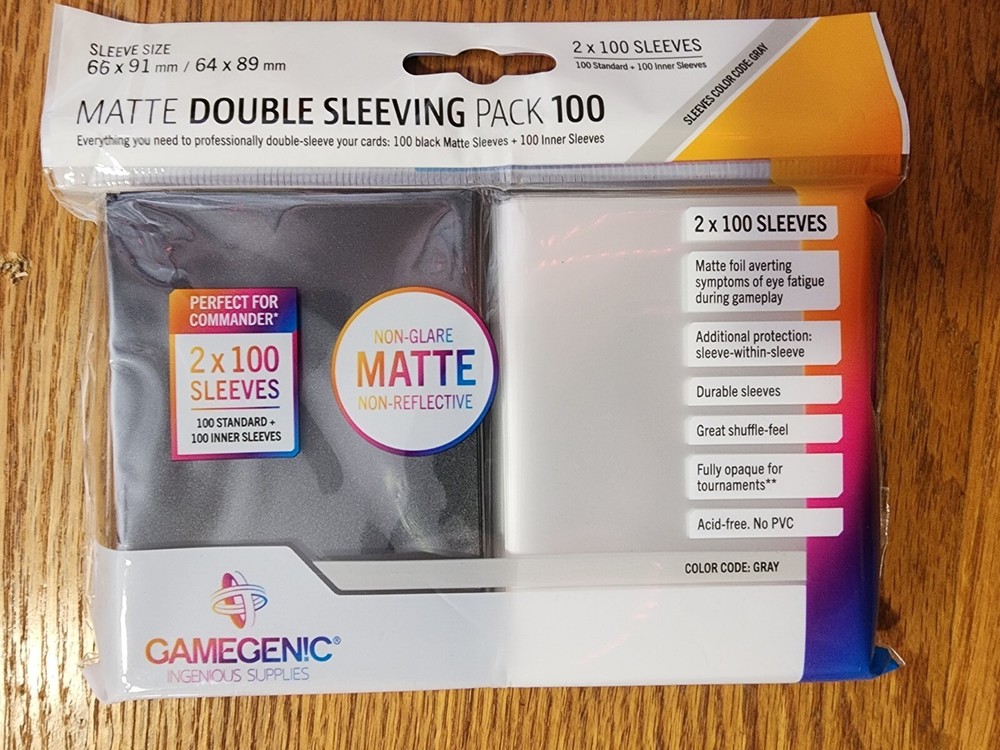 SLEEVE SIZE
66 x 91 mm / 64 x 89 mm
2 x 100 SLEEVES
100 Standard + 100 Inner Sleeves
SLEEVES COLOR CODE: GRAY
MATTE DOUBLE SLEEVING PACK 100
Everything you need to professionally double-sleeve your cards: 100 black Matte Sleeves + 100 Inner Sleeves
PERFECT FOR
COMMANDER*
2 x 100
SLEEVES
100 STANDARD +
100 INNER SLEEVES
NON-GLARE
MATTE
NON-REFLECTIVE
2 x 100 SLEEVES
Matte foil averting
symptoms of eye fatigue
during gameplay
Additional protection:
sleeve-within-sleeve
Durable sleeves
Great shuffle-feel
Fully opaque for
tournaments**
Acid-free. No PVC
COLOR CODE: GRAY
GAMEGEN!C®
INGENIOUS SUPPLIES